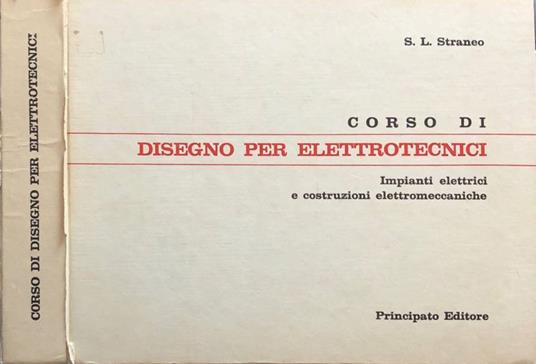 CORSO DI DISEGNO PER ELETTROTECNICI
S. L. Straneo
CORSO DI
DISEGNO PER ELETTROTECNICI
Impianti elettrici
e costruzioni elettromeccaniche
Principato Editore